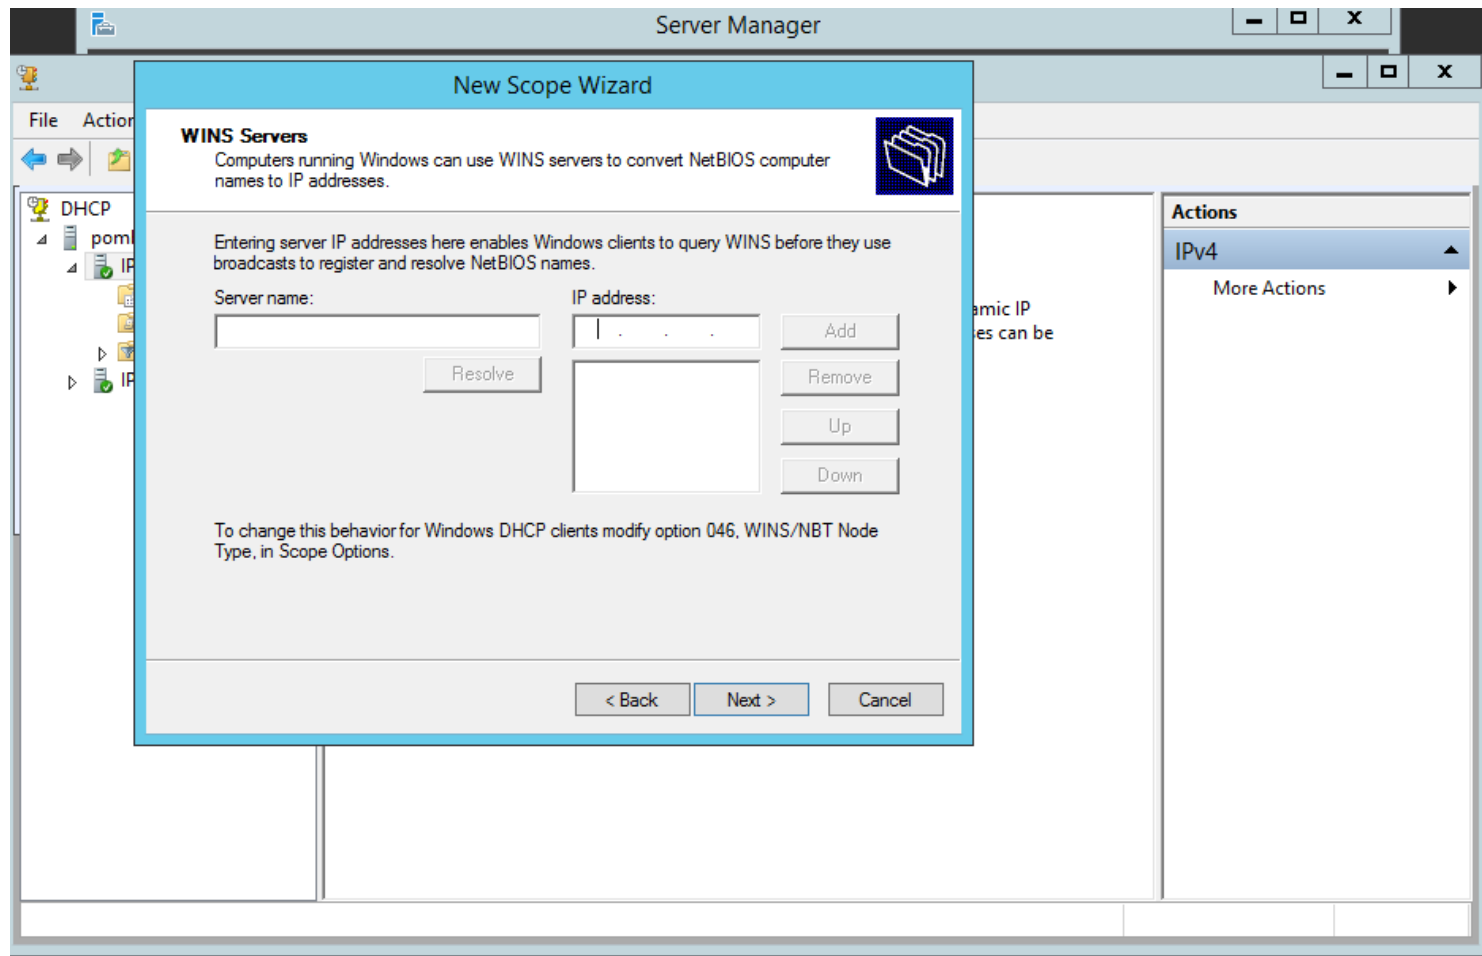 Server Manager
New Scope Wizard
File Action
WINS Servers
Computers running Windows can use WINS servers to convert NetBIOS computer
names to IP addresses.
DHCP
Entering server IP addresses here enables Windows clients to query WINS before they use
broadcasts to register and resolve NetBIOS names.
Server name:
IP address:
Add
Resolve
Remove
Up
Down
To change this behavior for Windows DHCP clients modify option 046, WINS/NBT Node
Type, in Scope Options.
< Back
Next >
Cancel
amic IP
es can be
Actions
IPv4
More Actions